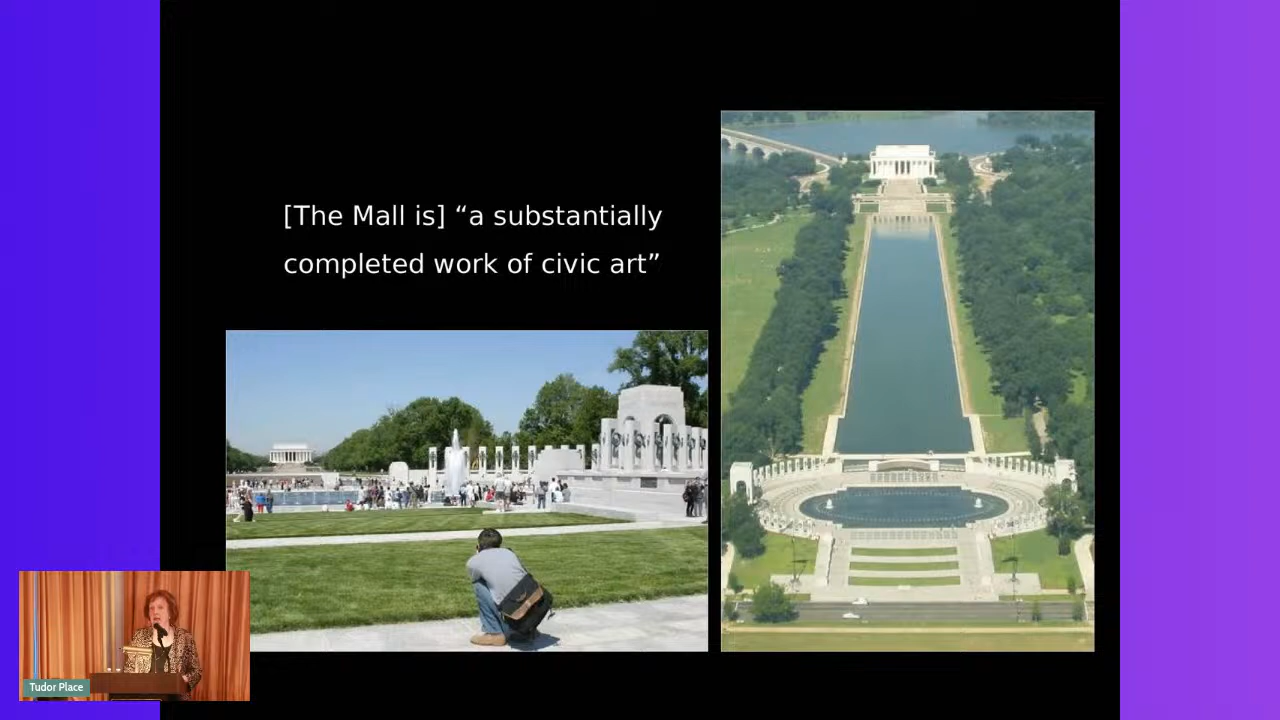 [The Mall is] “a substantially
completed work of civic art”
Tudor Place